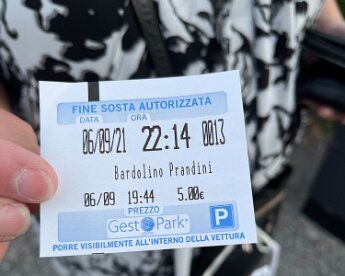 FINE SOSTA AUTORIZZATA
DATA ORA
06/09/21 22:14 0013
Bardolino Prandini
06/09 19:44 5.00€
PREZZO
GestPark P
PORRE VISIBILMENTE ALL'INTERNO DELLA VETTURA